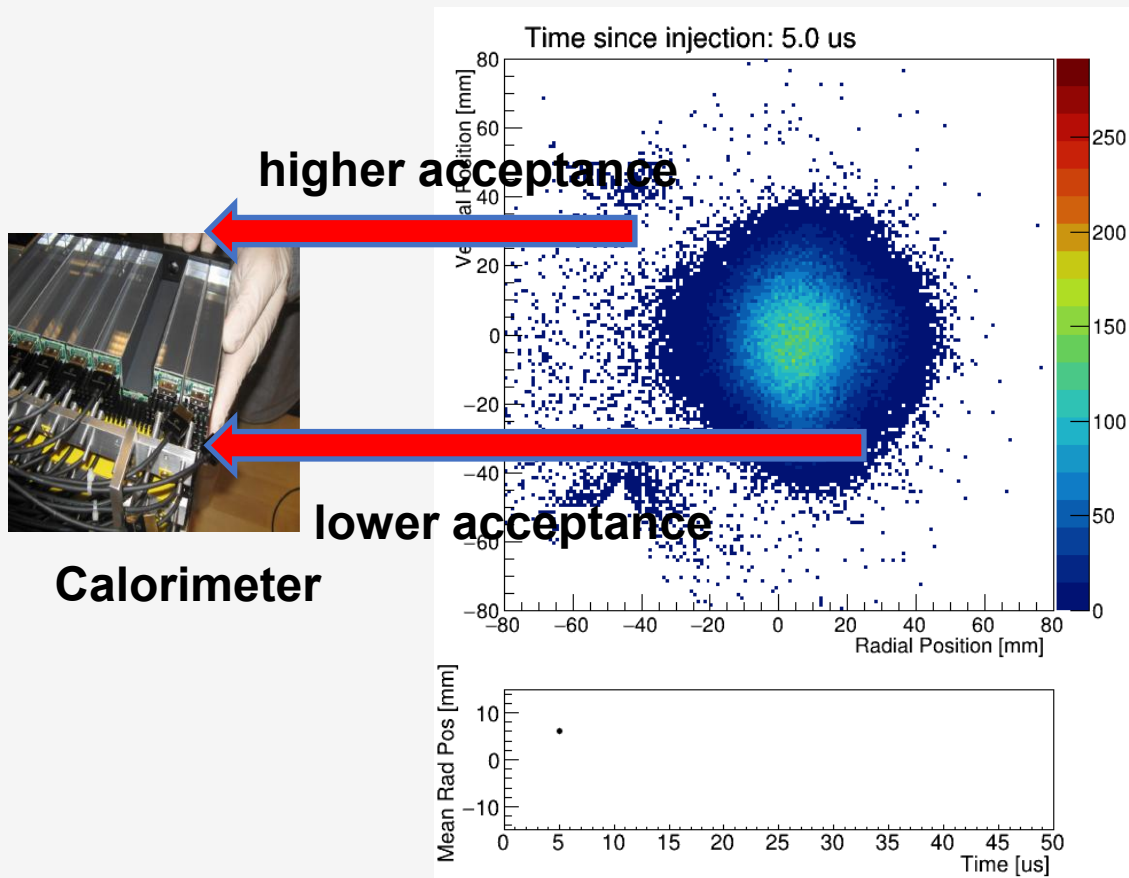 Time since injection: 5.0 us
80
60
40
20
0
−20
−40
−60
−80
Vertical Position [mm]
higher acceptance
lower acceptance
Calorimeter
250
200
150
100
50
0
−80 −60 −40 −20 0 20 40 60 80
Radial Position [mm]
10
0
−10
Mean Rad Pos [mm]
0 5 10 15 20 25 30 35 40 45 50
Time [us]